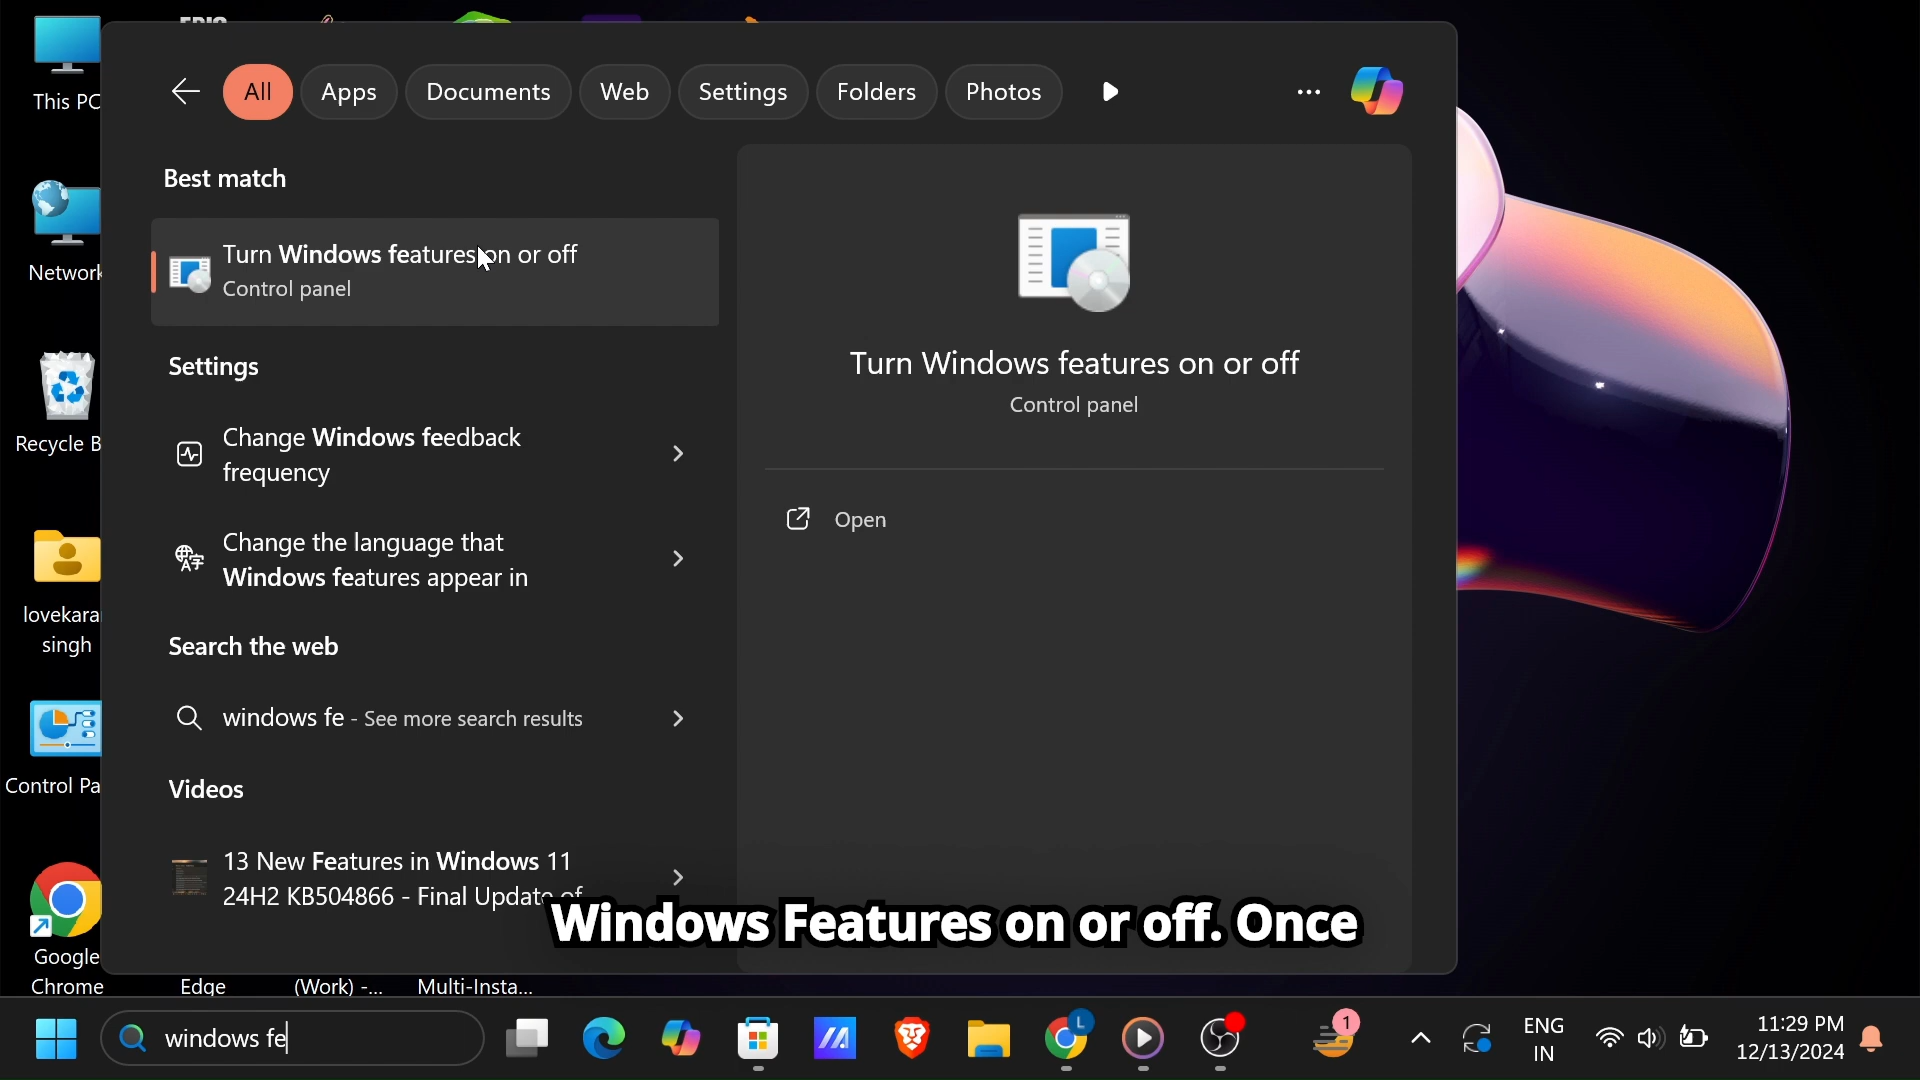 EPIC
This PC
Network
Recycle B
lovekara
singh
Control Pa
Google
Chrome
Edge
(Work) -...
Multi-Insta...
All
Apps
Documents
Web
Settings
Folders
Photos
Best match
Turn Windows features on or off
Control panel
Settings
Change Windows feedback
frequency
Change the language that
Windows features appear in
Search the web
windows fe - See more search results
Videos
13 New Features in Windows 11
24H2 KB504866 - Final Update of
Turn Windows features on or off
Control panel
Open
Windows Features on or off. Once
windows fe
L
1
ENG
IN
11:29 PM
12/13/2024